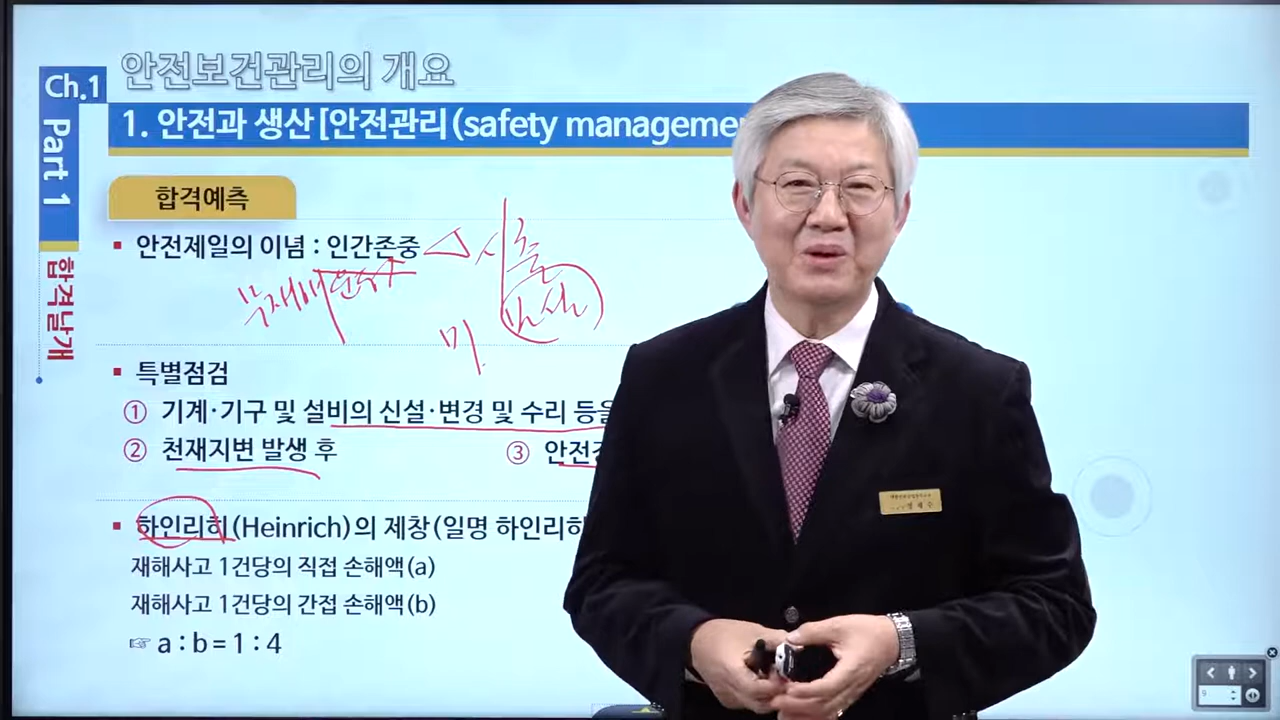 안전보건관리의 개요
Ch.1
Part 1
합격날개
1. 안전과 생산 [안전관리 (safety manageme
합격예측
▪ 안전제일의 이념 : 인간존중
무재해운동
▪ 특별점검
① 기계·기구 및 설비의 신설·변경 및 수리 등을
② 천재지변 발생 후
③ 안전
▪ 하인리히 (Heinrich) 의 제창 (일명 하인리히
재해사고 1건당의 직접 손해액 (a)
재해사고 1건당의 간접 손해액 (b)
☞ a : b = 1 : 4
9